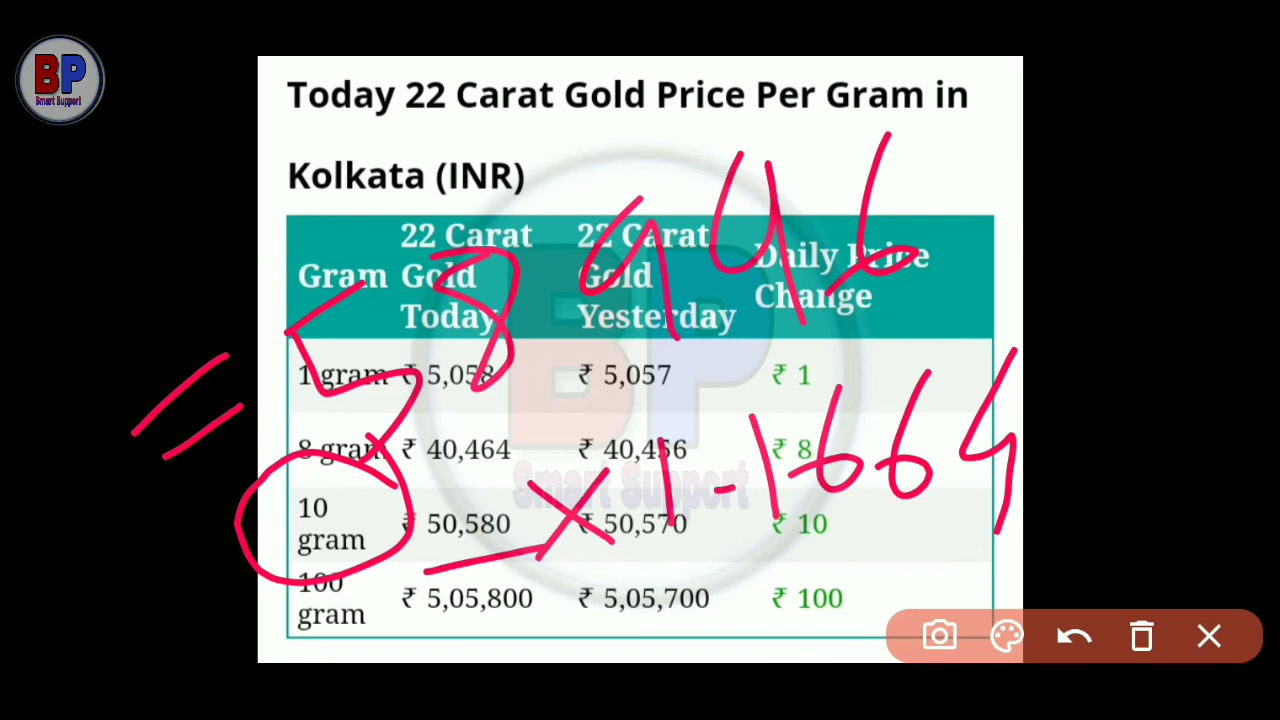 BP
Smart Support
Today 22 Carat Gold Price Per Gram in
Kolkata (INR)
Gram 22 Carat Gold Today 22 Carat Gold Yesterday Daily Price Change
1 gram ₹ 5,058 ₹ 5,057 ₹ 1
8 gram ₹ 40,464 ₹ 40,456 ₹ 8
10 gram ₹ 50,580 ₹ 50,570 ₹ 10
× 1.1664
100 gram ₹ 5,05,800 ₹ 5,05,700 ₹ 100
BP
Smart Support